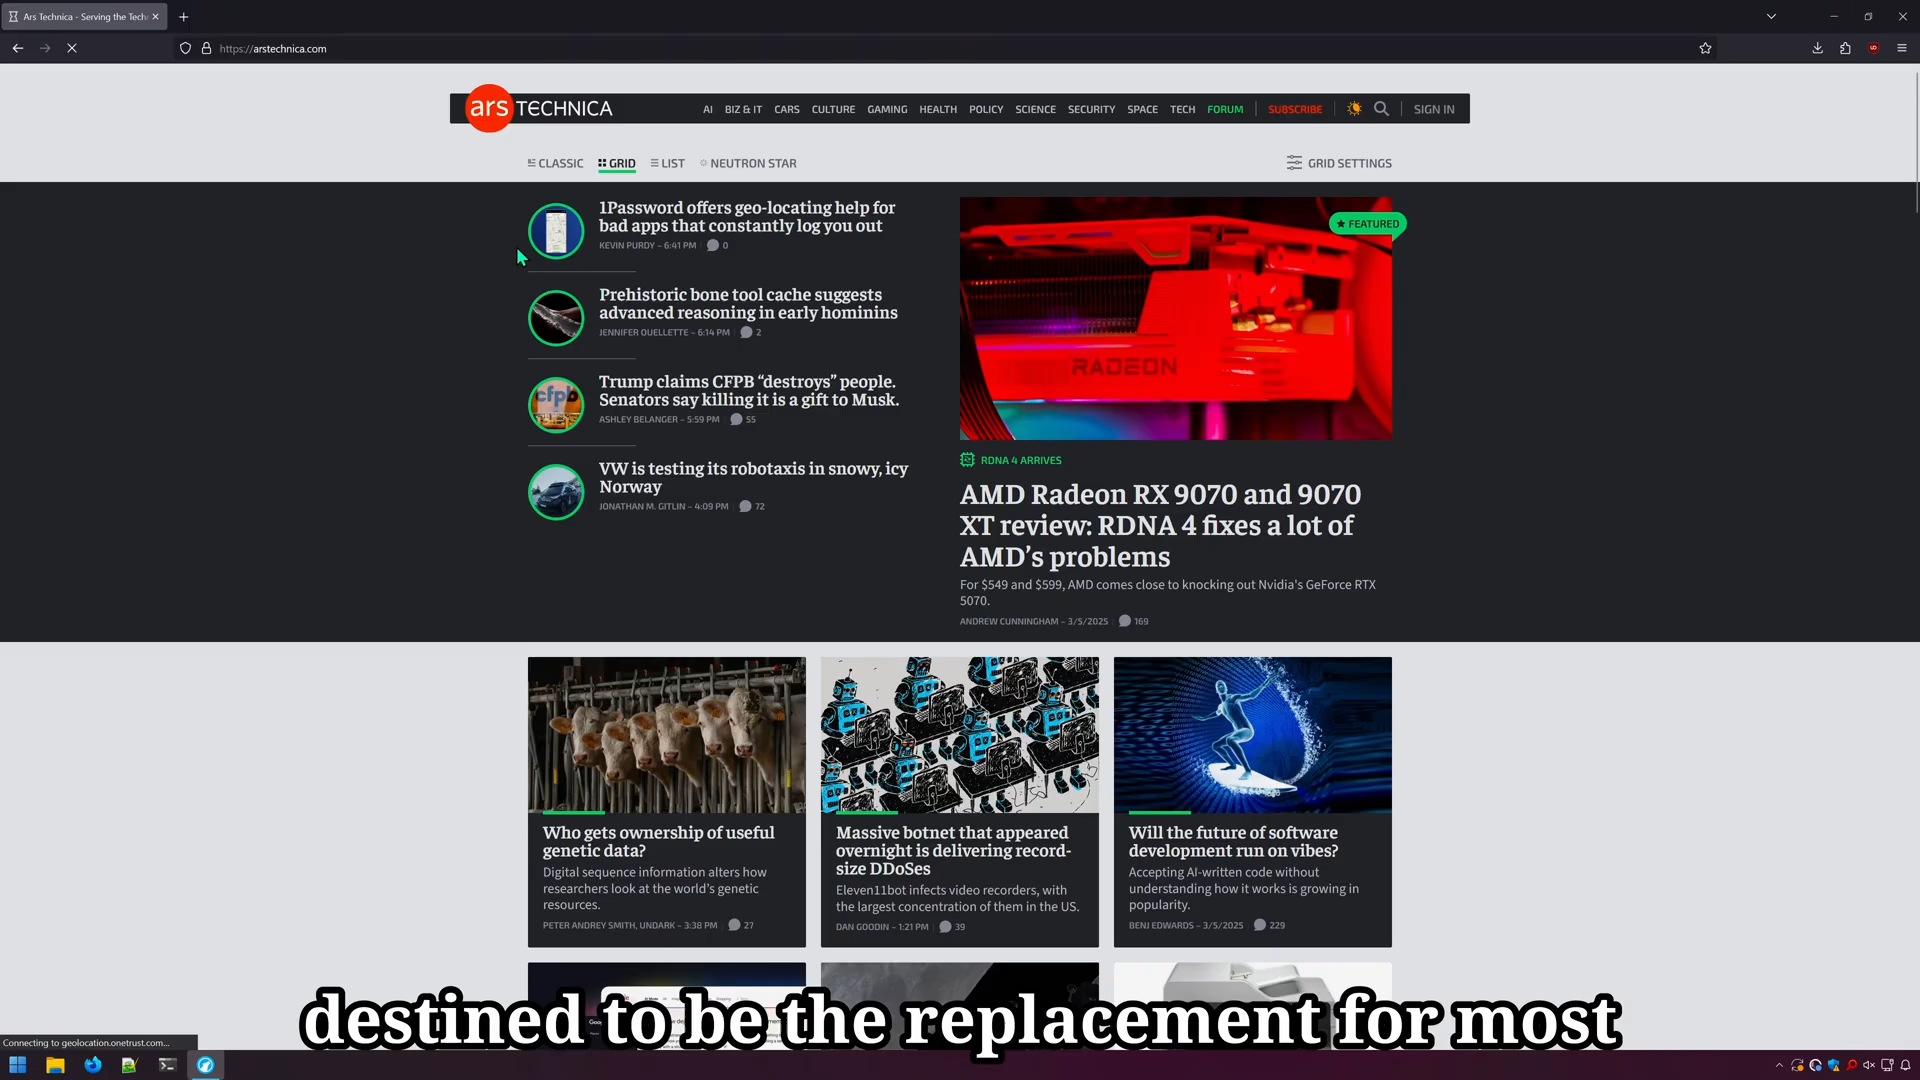 Ars Technica - Serving the Tech
https://arstechnica.com
ars TECHNICA
AI BIZ & IT CARS CULTURE GAMING HEALTH POLICY SCIENCE SECURITY SPACE TECH FORUM SUBSCRIBE SIGN IN
CLASSIC GRID LIST NEUTRON STAR GRID SETTINGS
1Password offers geo-locating help for
bad apps that constantly log you out
KEVIN PURDY – 6:41 PM 0
Prehistoric bone tool cache suggests
advanced reasoning in early hominins
JENNIFER OUELLETTE – 6:14 PM 2
cfpb
Trump claims CFPB “destroys” people.
Senators say killing it is a gift to Musk.
ASHLEY BELANGER – 5:59 PM 55
VW is testing its robotaxis in snowy, icy
Norway
JONATHAN M. GITLIN – 4:09 PM 72
FEATURED
RADEON
RDNA 4 ARRIVES
AMD Radeon RX 9070 and 9070
XT review: RDNA 4 fixes a lot of
AMD’s problems
For $549 and $599, AMD comes close to knocking out Nvidia's GeForce RTX
5070.
ANDREW CUNNINGHAM – 3/5/2025 169
Who gets ownership of useful
genetic data?
Digital sequence information alters how
researchers look at the world’s genetic
resources.
PETER ANDREY SMITH, UNDARK – 3:38 PM 27
Massive botnet that appeared
overnight is delivering record-
size DDoSes
Eleven11bot infects video recorders, with
the largest concentration of them in the US.
DAN GOODIN – 1:21 PM 39
Will the future of software
development run on vibes?
Accepting AI-written code without
understanding how it works is growing in
popularity.
BENJ EDWARDS – 3/5/2025 229
destined to be the replacement for most
Connecting to geolocation.onetrust.com...